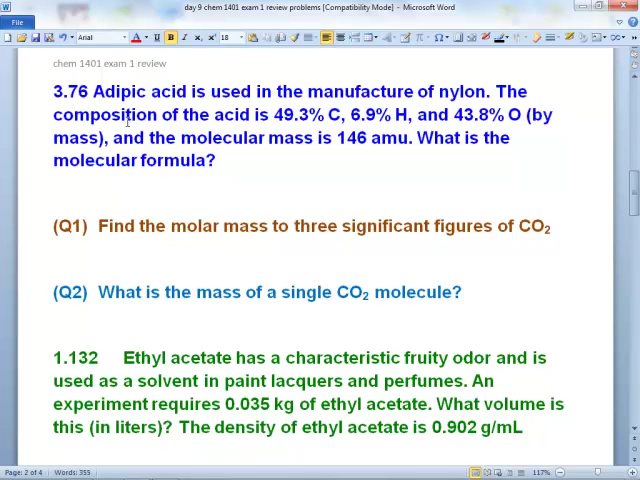 day 9 chem 1401 exam 1 review problems [Compatibility Mode] - Microsoft Word
File
Arial
18
chem 1401 exam 1 review
3.76 Adipic acid is used in the manufacture of nylon. The
composition of the acid is 49.3% C, 6.9% H, and 43.8% O (by
mass), and the molecular mass is 146 amu. What is the
molecular formula?
(Q1) Find the molar mass to three significant figures of CO₂
(Q2) What is the mass of a single CO₂ molecule?
1.132 Ethyl acetate has a characteristic fruity odor and is
used as a solvent in paint lacquers and perfumes. An
experiment requires 0.035 kg of ethyl acetate. What volume is
this (in liters)? The density of ethyl acetate is 0.902 g/mL
Page: 2 of 4 Words: 355 117%